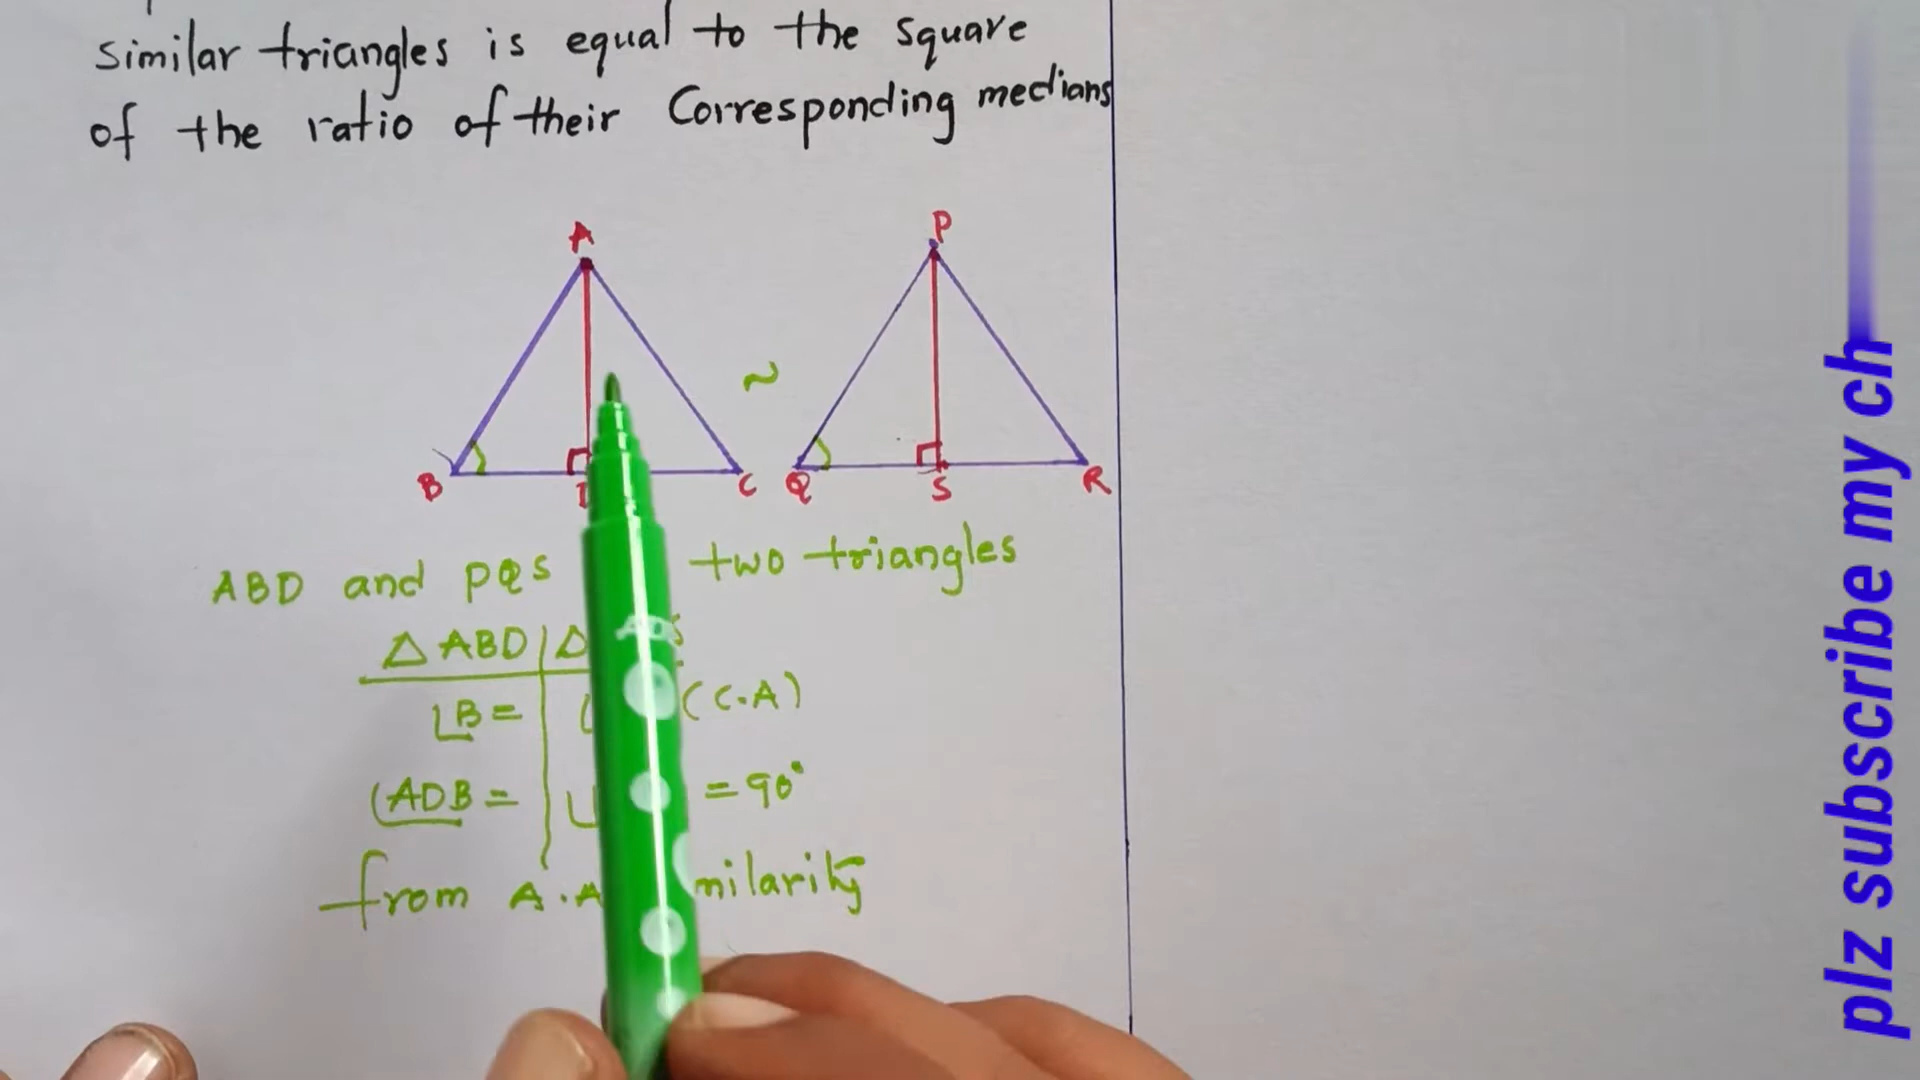 similar triangles is equal to the square
of the ratio of their Corresponding medians
A
P
~
B
C
Q
S
R
ABD and PQS two triangles
△ ABD | △
∟B = (C.A)
∟ADB = = 90°
from A.A
plz subscribe my ch